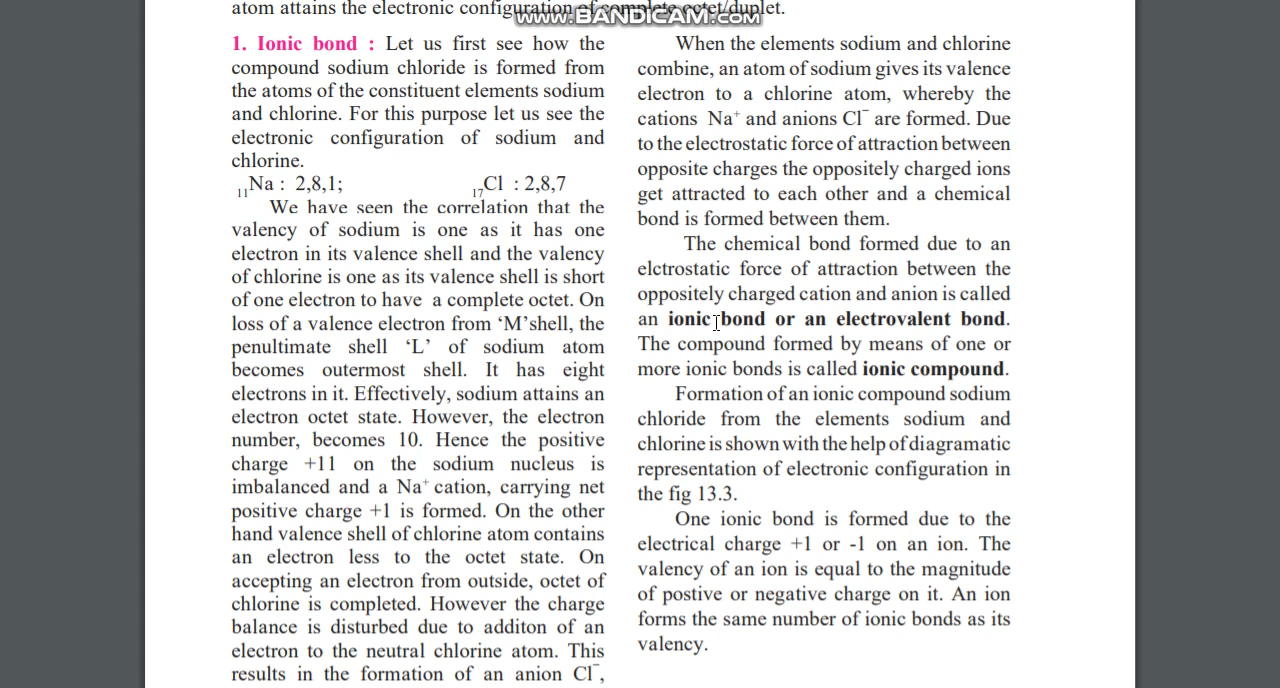 atom attains the electronic configuration of complete octet/duplet.
www.BANDICAM.com
1. Ionic bond : Let us first see how the
compound sodium chloride is formed from
the atoms of the constituent elements sodium
and chlorine. For this purpose let us see the
electronic configuration of sodium and
chlorine.
₁₁Na : 2,8,1; ₁₇Cl : 2,8,7
We have seen the correlation that the
valency of sodium is one as it has one
electron in its valence shell and the valency
of chlorine is one as its valence shell is short
of one electron to have a complete octet. On
loss of a valence electron from ‘M’shell, the
penultimate shell ‘L’ of sodium atom
becomes outermost shell. It has eight
electrons in it. Effectively, sodium attains an
electron octet state. However, the electron
number, becomes 10. Hence the positive
charge +11 on the sodium nucleus is
imbalanced and a Na⁺ cation, carrying net
positive charge +1 is formed. On the other
hand valence shell of chlorine atom contains
an electron less to the octet state. On
accepting an electron from outside, octet of
chlorine is completed. However the charge
balance is disturbed due to additon of an
electron to the neutral chlorine atom. This
results in the formation of an anion Cl⁻,
When the elements sodium and chlorine
combine, an atom of sodium gives its valence
electron to a chlorine atom, whereby the
cations Na⁺ and anions Cl⁻ are formed. Due
to the electrostatic force of attraction between
opposite charges the oppositely charged ions
get attracted to each other and a chemical
bond is formed between them.
The chemical bond formed due to an
elctrostatic force of attraction between the
oppositely charged cation and anion is called
an ionic bond or an electrovalent bond.
The compound formed by means of one or
more ionic bonds is called ionic compound.
Formation of an ionic compound sodium
chloride from the elements sodium and
chlorine is shown with the help of diagramatic
representation of electronic configuration in
the fig 13.3.
One ionic bond is formed due to the
electrical charge +1 or -1 on an ion. The
valency of an ion is equal to the magnitude
of postive or negative charge on it. An ion
forms the same number of ionic bonds as its
valency.